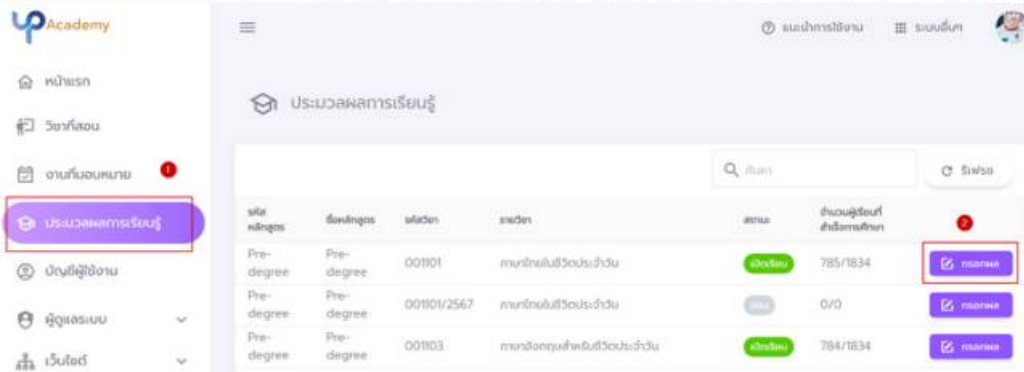 UP Academy
แนะนำการใช้งาน
ระบบอื่นๆ
หน้าแรก
วิชาที่สอน
งานที่มอบหมาย
1
ประมวลผลการเรียนรู้
บัญชีผู้ใช้งาน
ผู้ดูแลระบบ
เว็บไซต์
ประมวลผลการเรียนรู้
ค้นหา
รีเฟรช
รหัสหลักสูตร ชื่อหลักสูตร รหัสวิชา รายวิชา สถานะ จำนวนผู้เรียนที่สำเร็จการศึกษา 2
Pre-degree Pre-degree 001101 ภาษาไทยในชีวิตประจำวัน เปิดเรียน 785/1834 กรอกผล
Pre-degree Pre-degree 001101/2567 ภาษาไทยในชีวิตประจำวัน 0/0 กรอกผล
Pre-degree Pre-degree 001103 ภาษาอังกฤษสำหรับชีวิตประจำวัน เปิดเรียน 784/1834 กรอกผล